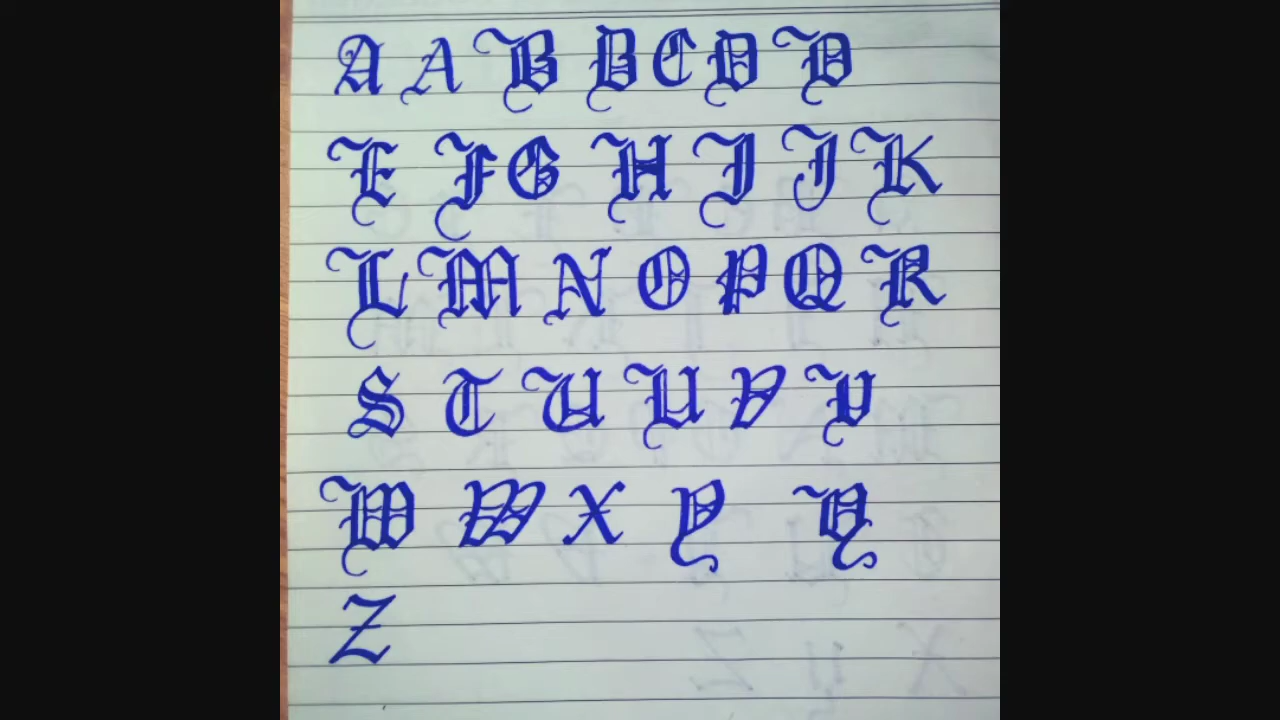 A A B B C D D
E F G H I J K
L M N O P Q R
S T U U V V
W W X Y Y
Z